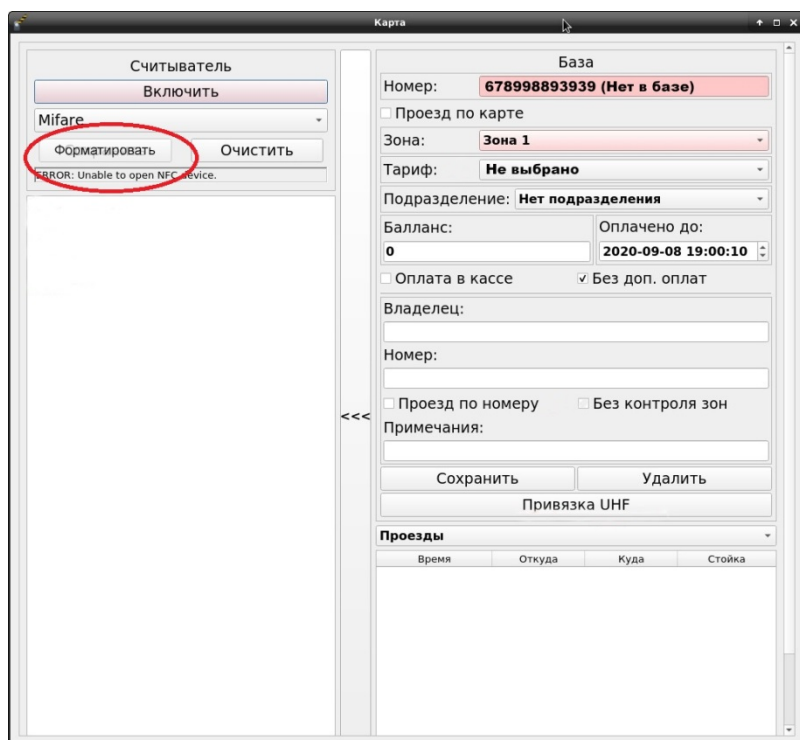 Карта
Считыватель
Включить
Mifare
Форматировать
Очистить
ERROR: Unable to open NFC device.
<<<
База
Номер: 678998893939 (Нет в базе)
Проезд по карте
Зона: Зона 1
Тариф: Не выбрано
Подразделение: Нет подразделения
Балланс: Оплачено до:
0 2020-09-08 19:00:10
Оплата в кассе Без доп. оплат
Владелец:
Номер:
Проезд по номеру Без контроля зон
Примечания:
Сохранить Удалить
Привязка UHF
Проезды
Время Откуда Куда Стойка